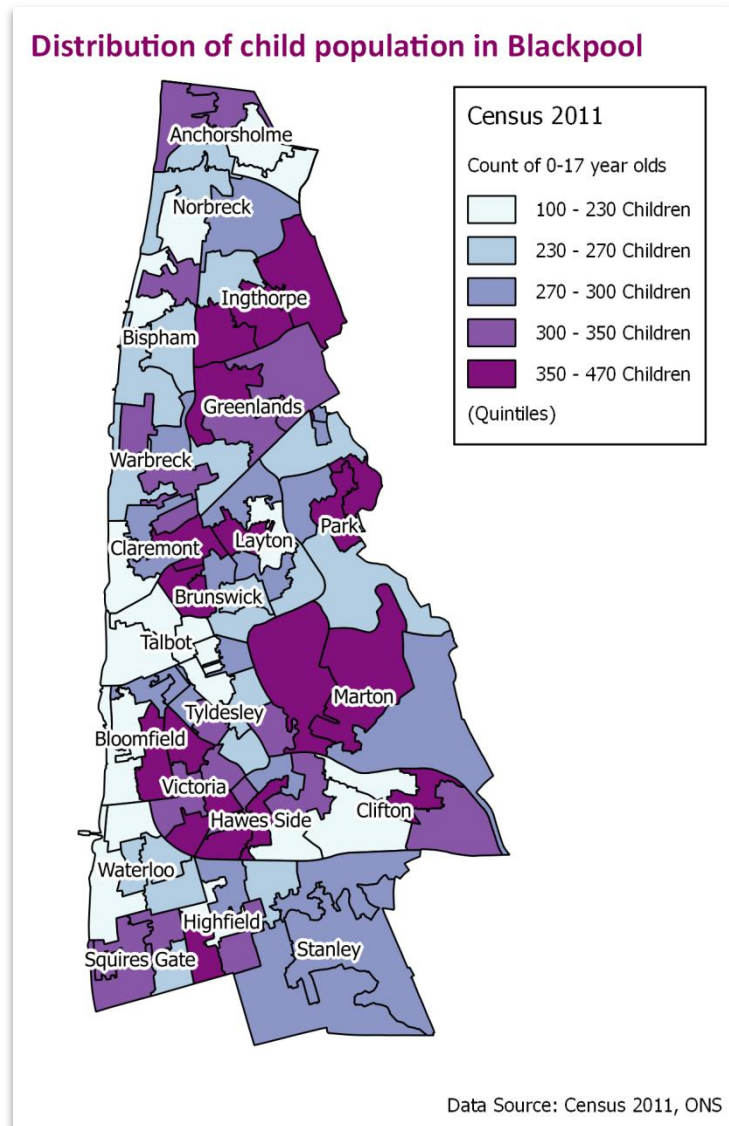 Distribution of child population in Blackpool
Census 2011
Count of 0-17 year olds
100 - 230 Children
230 - 270 Children
270 - 300 Children
300 - 350 Children
350 - 470 Children
(Quintiles)
Anchorsholme
Norbreck
Ingthorpe
Bispham
Greenlands
Warbreck
Park
Claremont
Layton
Brunswick
Talbot
Marton
Tyldesley
Bloomfield
Victoria
Clifton
Hawes Side
Waterloo
Highfield
Stanley
Squires Gate
Data Source: Census 2011, ONS